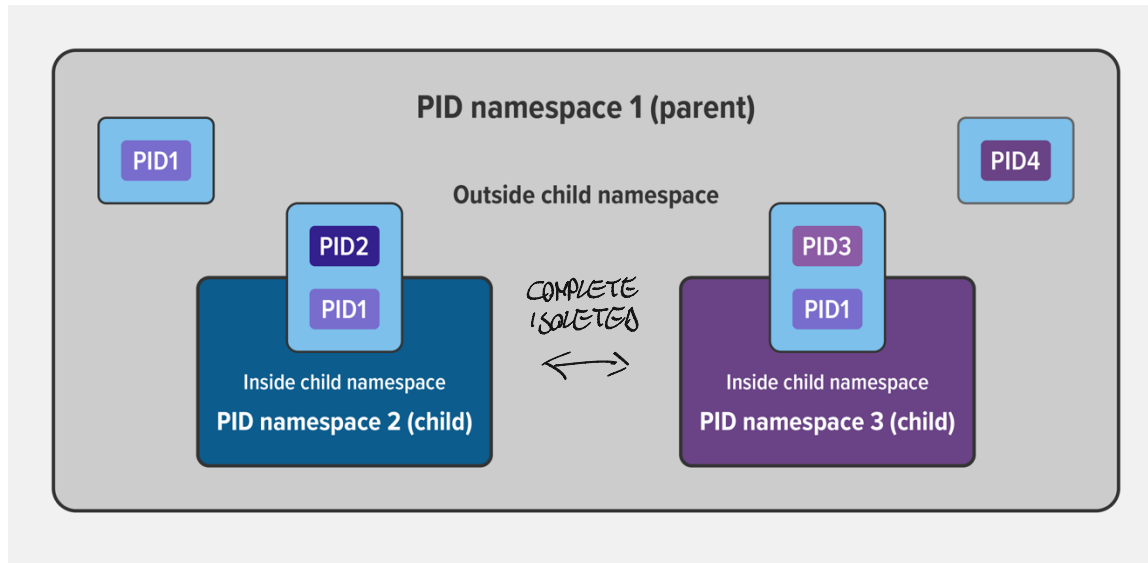 PID namespace 1 (parent)
PID1
PID4
Outside child namespace
PID2
PID1
PID3
PID1
COMPLETE
ISOLETED
Inside child namespace
PID namespace 2 (child)
Inside child namespace
PID namespace 3 (child)